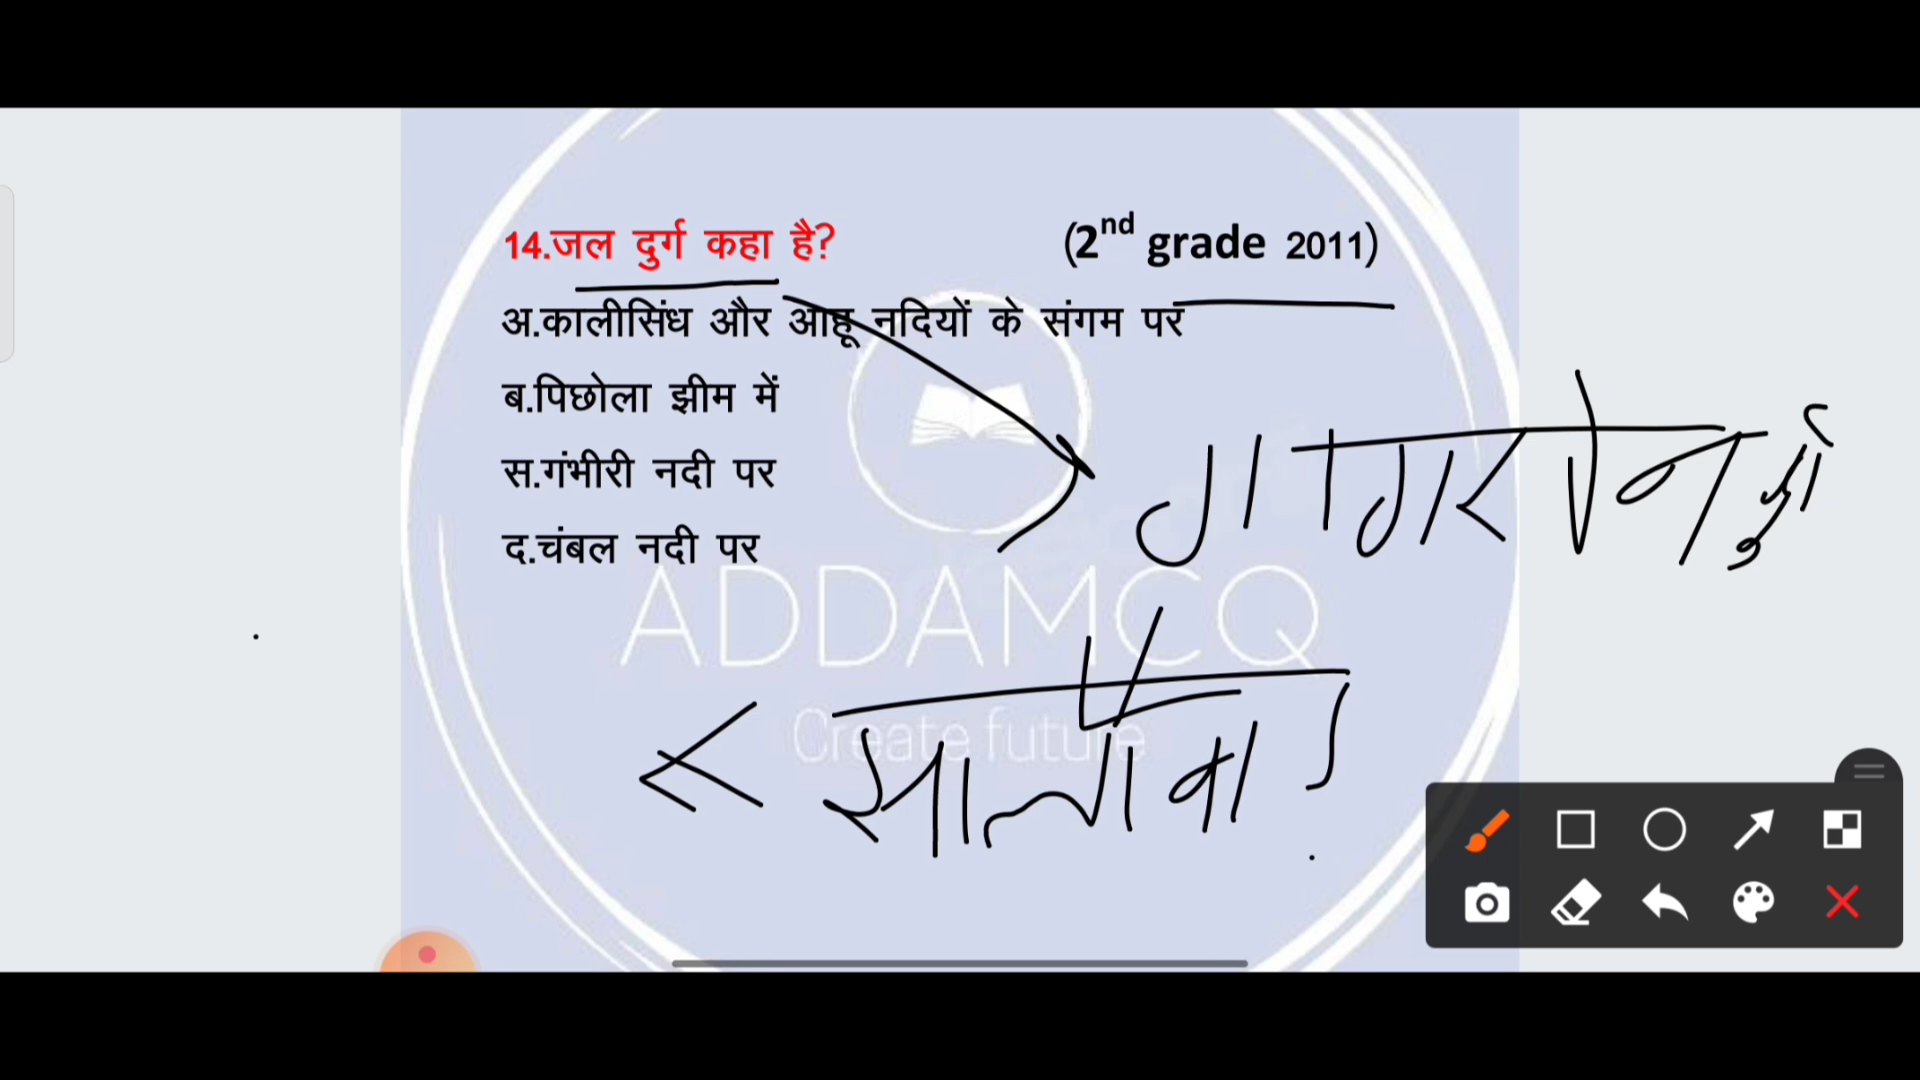 14.जल दुर्ग कहा है? (2nd grade 2011)
अ.कालीसिंध और आहू नदियों के संगम पर
ब.पिछोला झीम में
स.गंभीरी नदी पर
द.चंबल नदी पर
गागरोन
ADDAMCQ
Create future